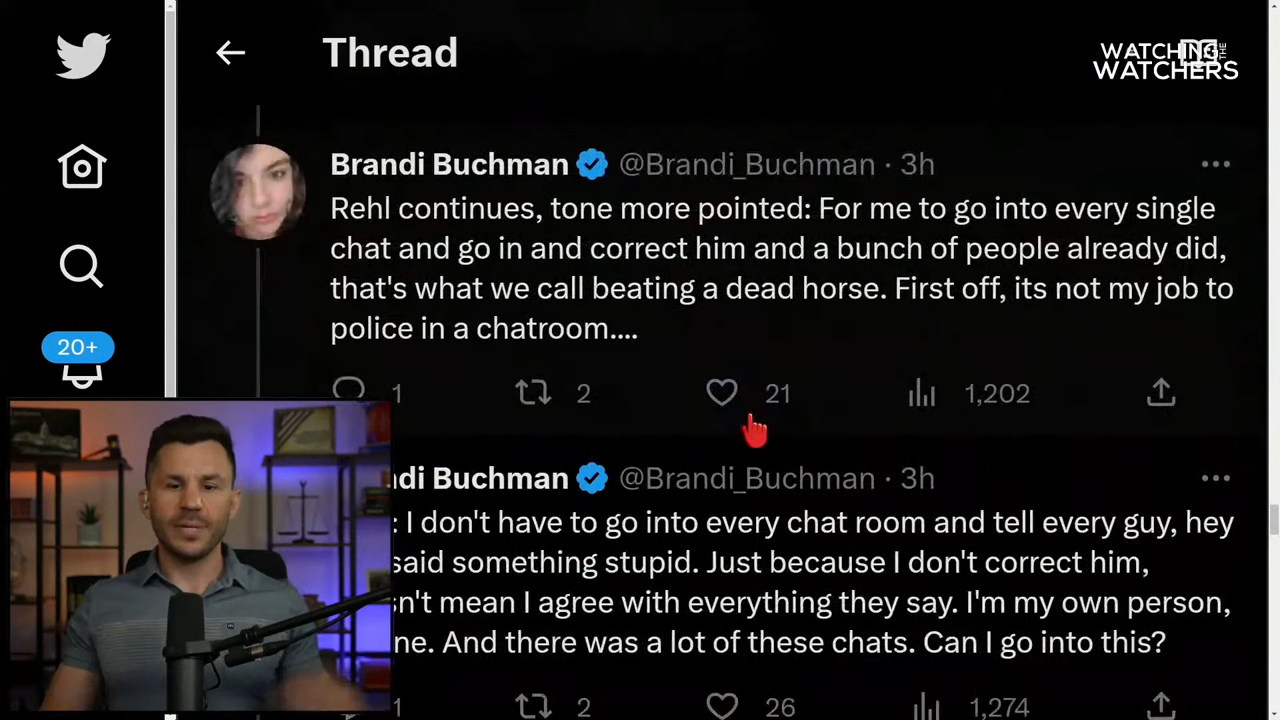 Thread
WATCHING THE
WATCHERS
Brandi Buchman @Brandi_Buchman · 3h
Rehl continues, tone more pointed: For me to go into every single
chat and go in and correct him and a bunch of people already did,
that's what we call beating a dead horse. First off, its not my job to
police in a chatroom....
20+
1 2 21 1,202
di Buchman @Brandi_Buchman · 3h
: I don't have to go into every chat room and tell every guy, hey
said something stupid. Just because I don't correct him,
sn't mean I agree with everything they say. I'm my own person,
ne. And there was a lot of these chats. Can I go into this?
1 2 26 1,274